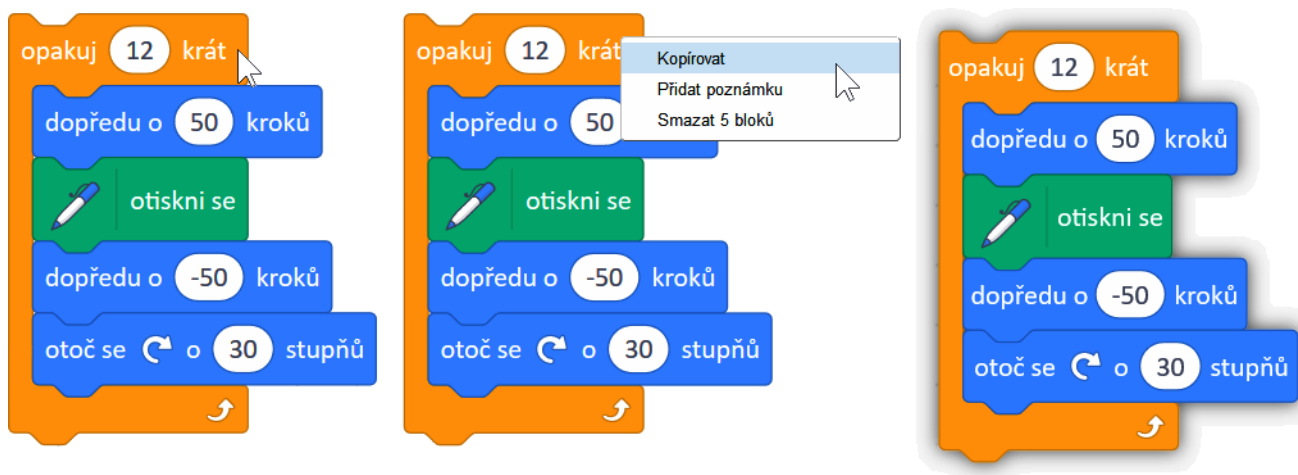 opakuj 12 krát
dopředu o 50 kroků
otiskni se
dopředu o -50 kroků
otoč se o 30 stupňů
opakuj 12 krát
dopředu o 50
otiskni se
dopředu o -50 kroků
otoč se o 30 stupňů
Kopírovat
Přidat poznámku
Smazat 5 bloků
opakuj 12 krát
dopředu o 50 kroků
otiskni se
dopředu o -50 kroků
otoč se o 30 stupňů